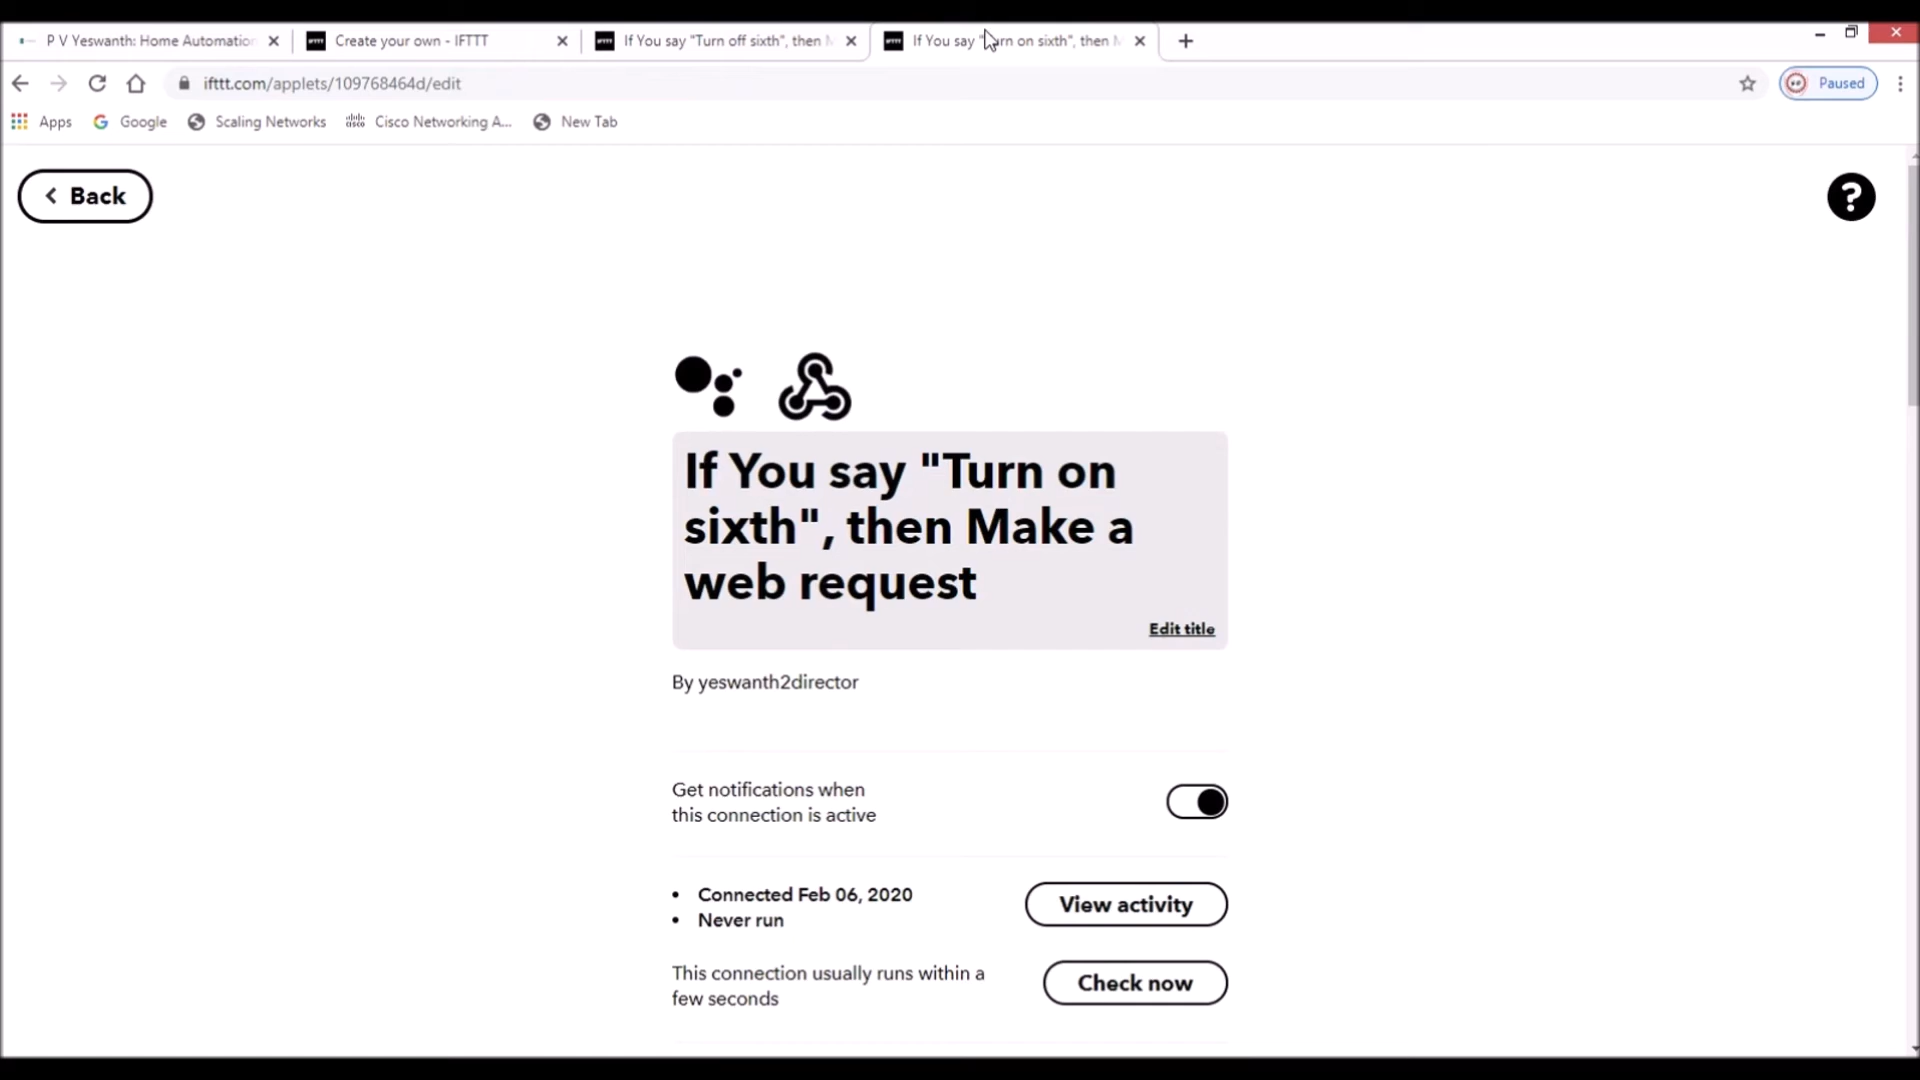 P V Yeswanth: Home Automation
Create your own - IFTTT
If You say "Turn off sixth", then
If You say "Turn on sixth", then
ifttt.com/applets/109768464d/edit
Paused
Apps
Google
Scaling Networks
Cisco Networking A...
New Tab
Back
?
If You say "Turn on
sixth", then Make a
web request
Edit title
By yeswanth2director
Get notifications when
this connection is active
• Connected Feb 06, 2020
• Never run
View activity
This connection usually runs within a
few seconds
Check now